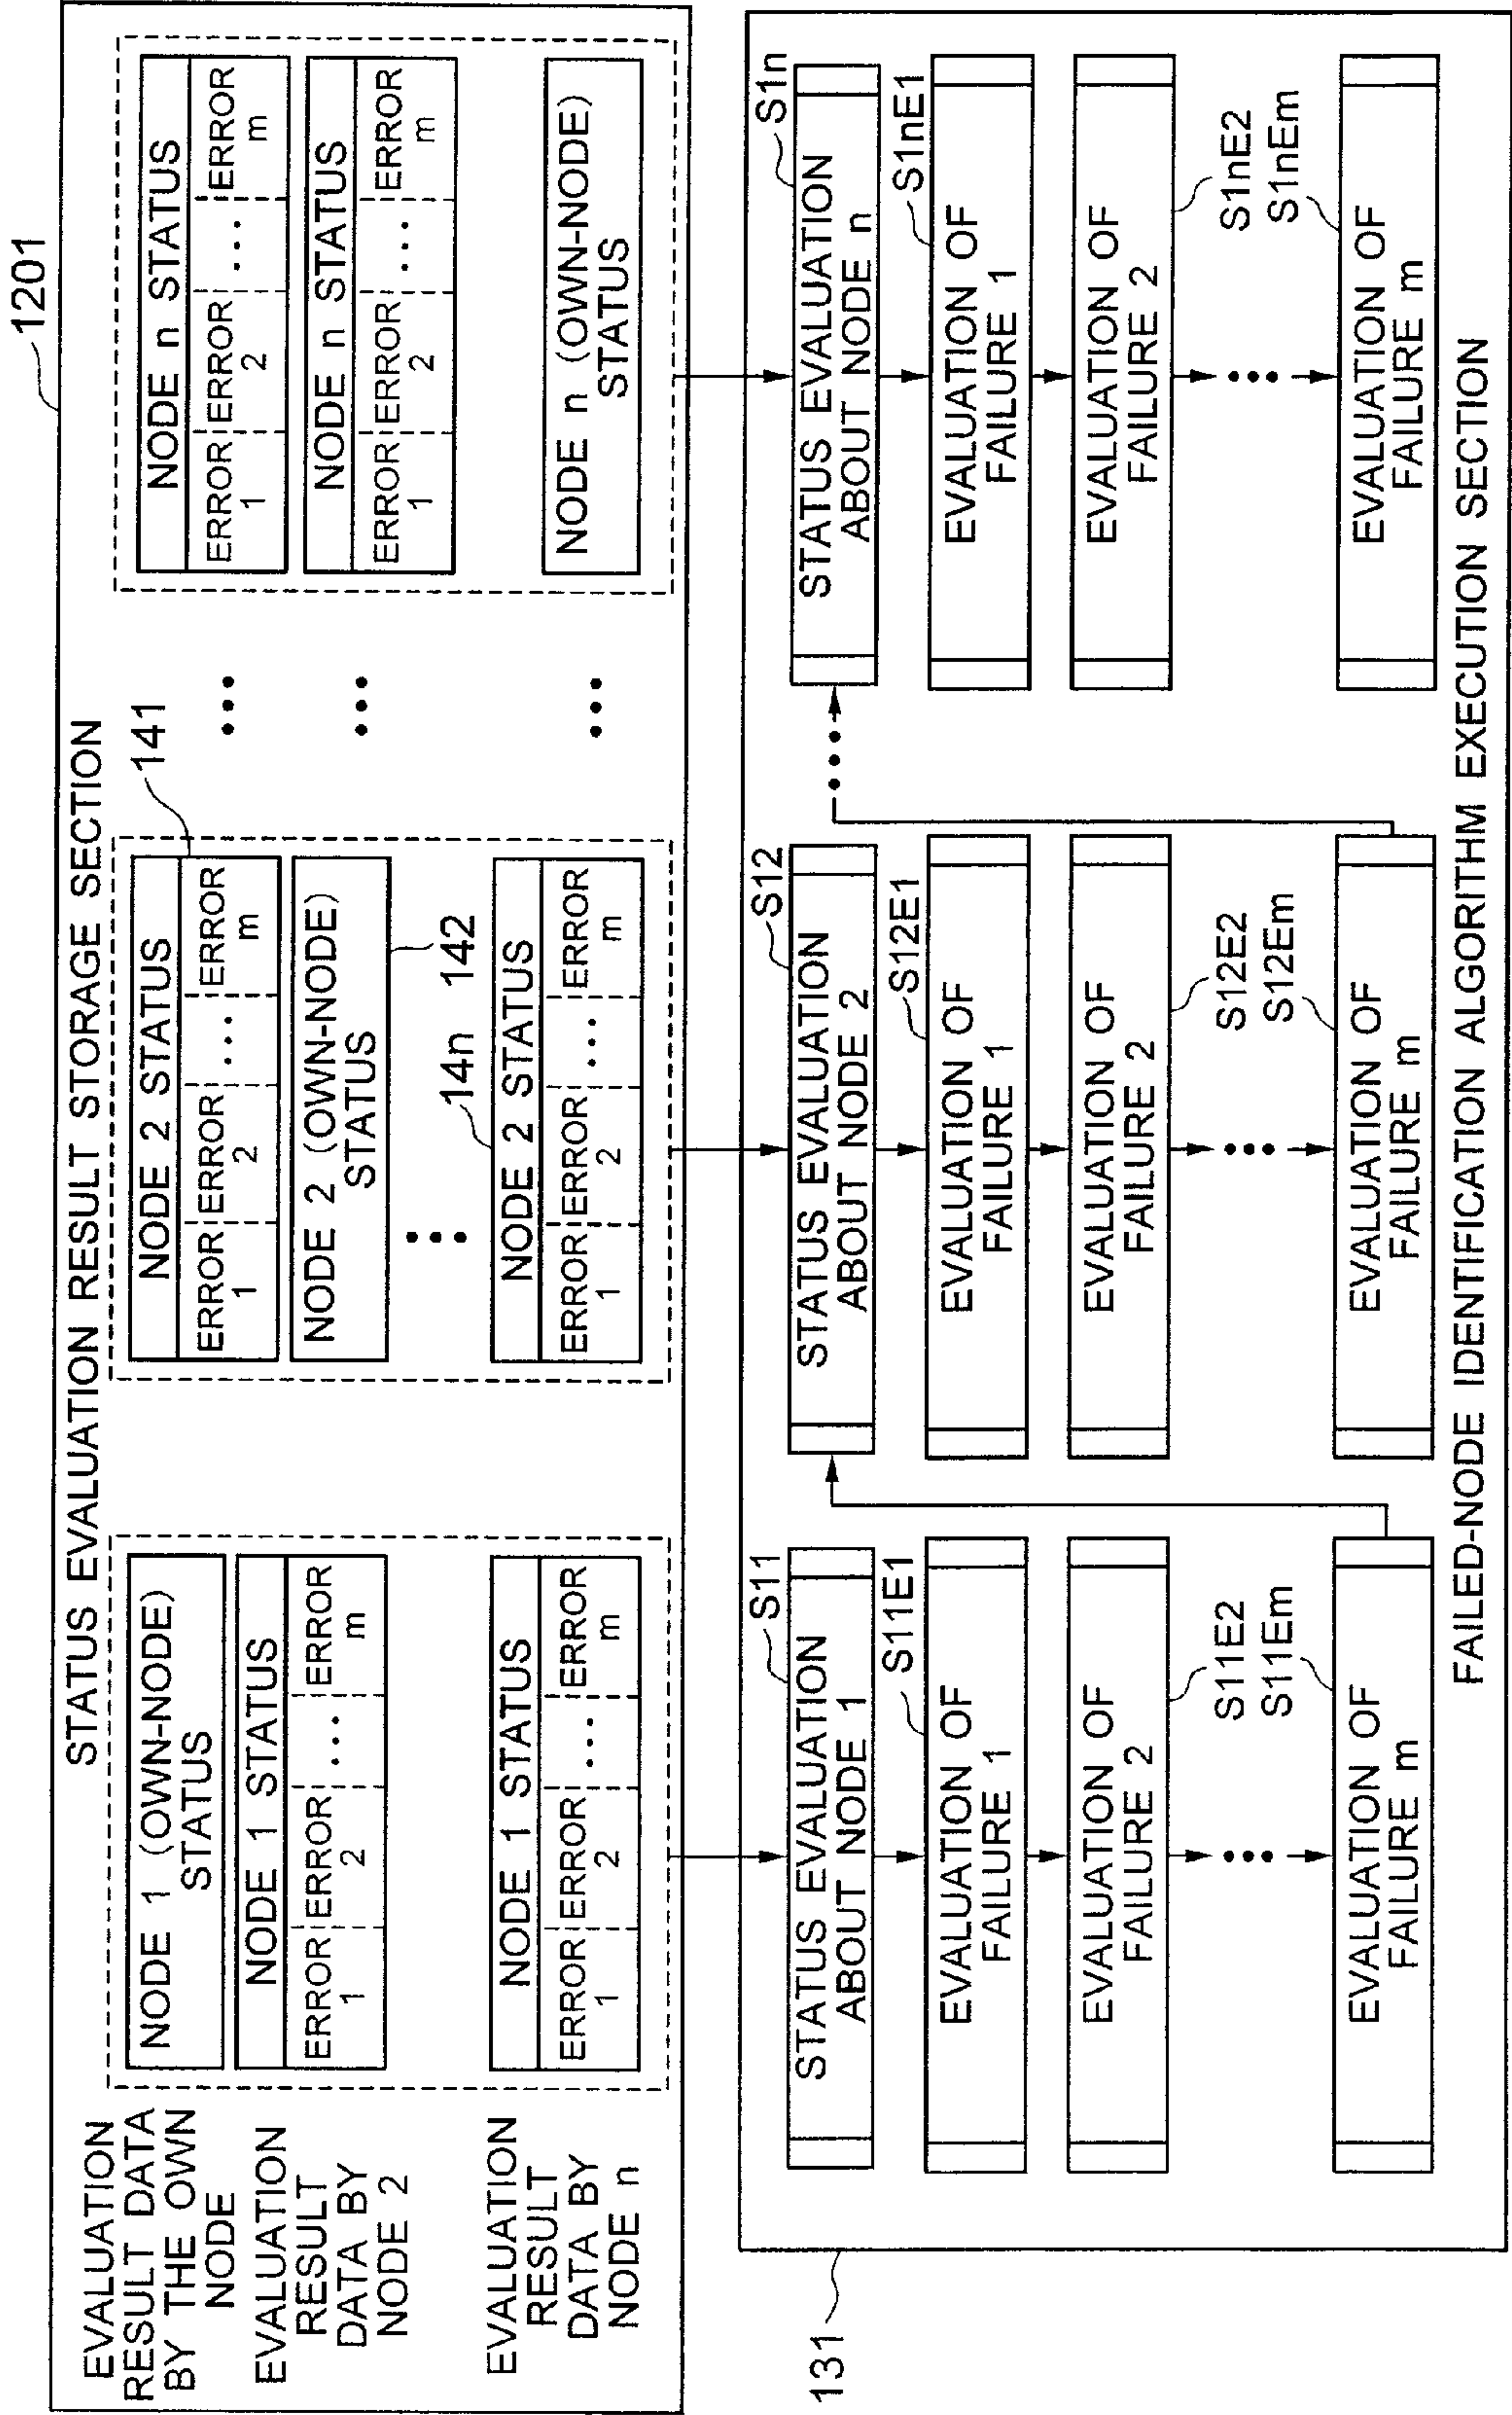 1201
STATUS EVALUATION RESULT STORAGE SECTION
EVALUATION
RESULT DATA
BY THE OWN
NODE
EVALUATION
RESULT
DATA BY
NODE 2
EVALUATION
RESULT
DATA BY
NODE n
NODE 1 (OWN-NODE)
STATUS
NODE 1 STATUS
ERROR 1
ERROR 2
...
ERROR m
NODE 1 STATUS
ERROR 1
ERROR 2
...
ERROR m
141
NODE 2 STATUS
ERROR 1
ERROR 2
...
ERROR m
NODE 2 (OWN-NODE)
STATUS
142
...
14n
NODE 2 STATUS
ERROR 1
ERROR 2
...
ERROR m
...
...
...
NODE n STATUS
ERROR 1
ERROR 2
...
ERROR m
NODE n STATUS
ERROR 1
ERROR 2
...
ERROR m
NODE n (OWN-NODE)
STATUS
131
S11
STATUS EVALUATION
ABOUT NODE 1
S11E1
EVALUATION OF
FAILURE 1
EVALUATION OF
FAILURE 2
S11E2
...
S11Em
EVALUATION OF
FAILURE m
S12
STATUS EVALUATION
ABOUT NODE 2
S12E1
EVALUATION OF
FAILURE 1
EVALUATION OF
FAILURE 2
S12E2
...
S12Em
EVALUATION OF
FAILURE m
....
S1n
STATUS EVALUATION
ABOUT NODE n
S1nE1
EVALUATION OF
FAILURE 1
EVALUATION OF
FAILURE 2
S1nE2
...
S1nEm
EVALUATION OF
FAILURE m
FAILED-NODE IDENTIFICATION ALGORITHM EXECUTION SECTION